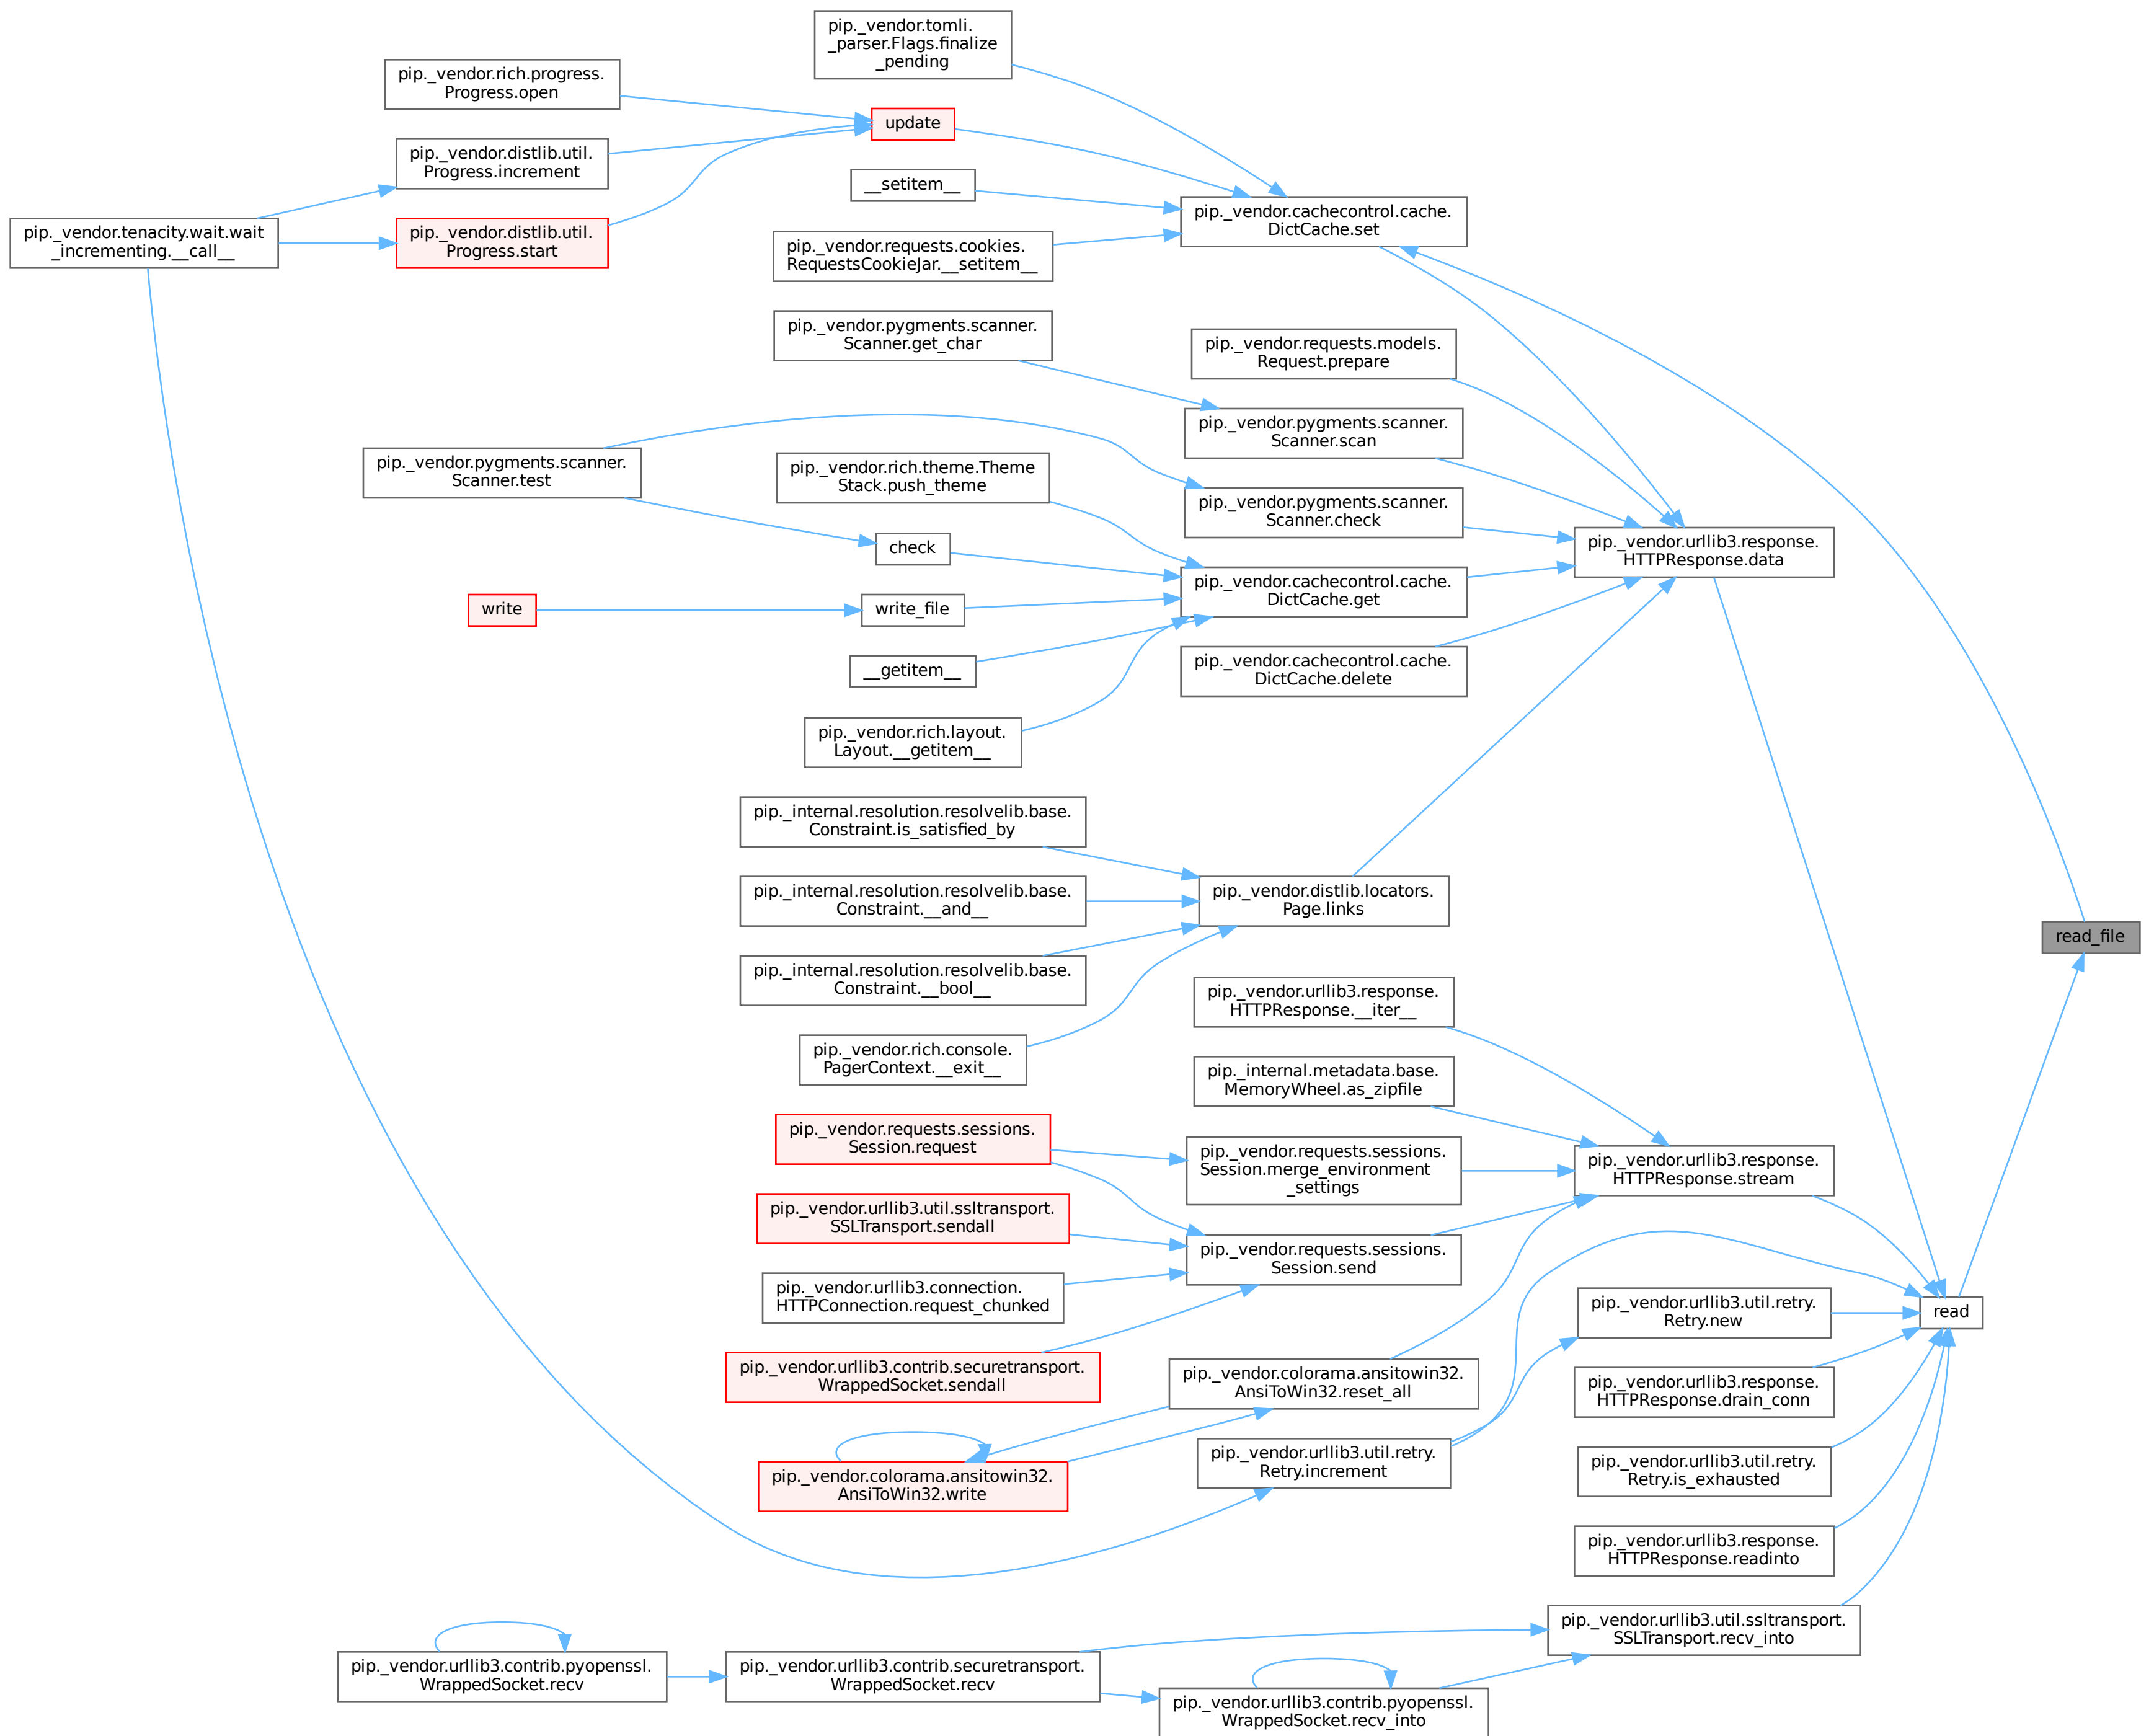 pip._vendor.tomli.
_parser.Flags.finalize
_pending
pip._vendor.rich.progress.
Progress.open
update
pip._vendor.distlib.util.
Progress.increment
__setitem__
pip._vendor.cachecontrol.cache.
DictCache.set
pip._vendor.tenacity.wait.wait
_incrementing.__call__
pip._vendor.distlib.util.
Progress.start
pip._vendor.requests.cookies.
RequestsCookieJar.__setitem__
pip._vendor.pygments.scanner.
Scanner.get_char
pip._vendor.requests.models.
Request.prepare
pip._vendor.pygments.scanner.
Scanner.scan
pip._vendor.pygments.scanner.
Scanner.test
pip._vendor.rich.theme.Theme
Stack.push_theme
pip._vendor.pygments.scanner.
Scanner.check
check
pip._vendor.urllib3.response.
HTTPResponse.data
pip._vendor.cachecontrol.cache.
DictCache.get
write
write_file
__getitem__
pip._vendor.cachecontrol.cache.
DictCache.delete
pip._vendor.rich.layout.
Layout.__getitem__
pip._internal.resolution.resolvelib.base.
Constraint.is_satisfied_by
pip._internal.resolution.resolvelib.base.
Constraint.__and__
pip._vendor.distlib.locators.
Page.links
read_file
pip._internal.resolution.resolvelib.base.
Constraint.__bool__
pip._vendor.urllib3.response.
HTTPResponse.__iter__
pip._vendor.rich.console.
PagerContext.__exit__
pip._internal.metadata.base.
MemoryWheel.as_zipfile
pip._vendor.requests.sessions.
Session.request
pip._vendor.requests.sessions.
Session.merge_environment
_settings
pip._vendor.urllib3.response.
HTTPResponse.stream
pip._vendor.urllib3.util.ssltransport.
SSLTransport.sendall
pip._vendor.requests.sessions.
Session.send
pip._vendor.urllib3.connection.
HTTPConnection.request_chunked
pip._vendor.urllib3.util.retry.
Retry.new
read
pip._vendor.urllib3.contrib.securetransport.
WrappedSocket.sendall
pip._vendor.colorama.ansitowin32.
AnsiToWin32.reset_all
pip._vendor.urllib3.response.
HTTPResponse.drain_conn
pip._vendor.colorama.ansitowin32.
AnsiToWin32.write
pip._vendor.urllib3.util.retry.
Retry.increment
pip._vendor.urllib3.util.retry.
Retry.is_exhausted
pip._vendor.urllib3.response.
HTTPResponse.readinto
pip._vendor.urllib3.util.ssltransport.
SSLTransport.recv_into
pip._vendor.urllib3.contrib.pyopenssl.
WrappedSocket.recv
pip._vendor.urllib3.contrib.securetransport.
WrappedSocket.recv
pip._vendor.urllib3.contrib.pyopenssl.
WrappedSocket.recv_into